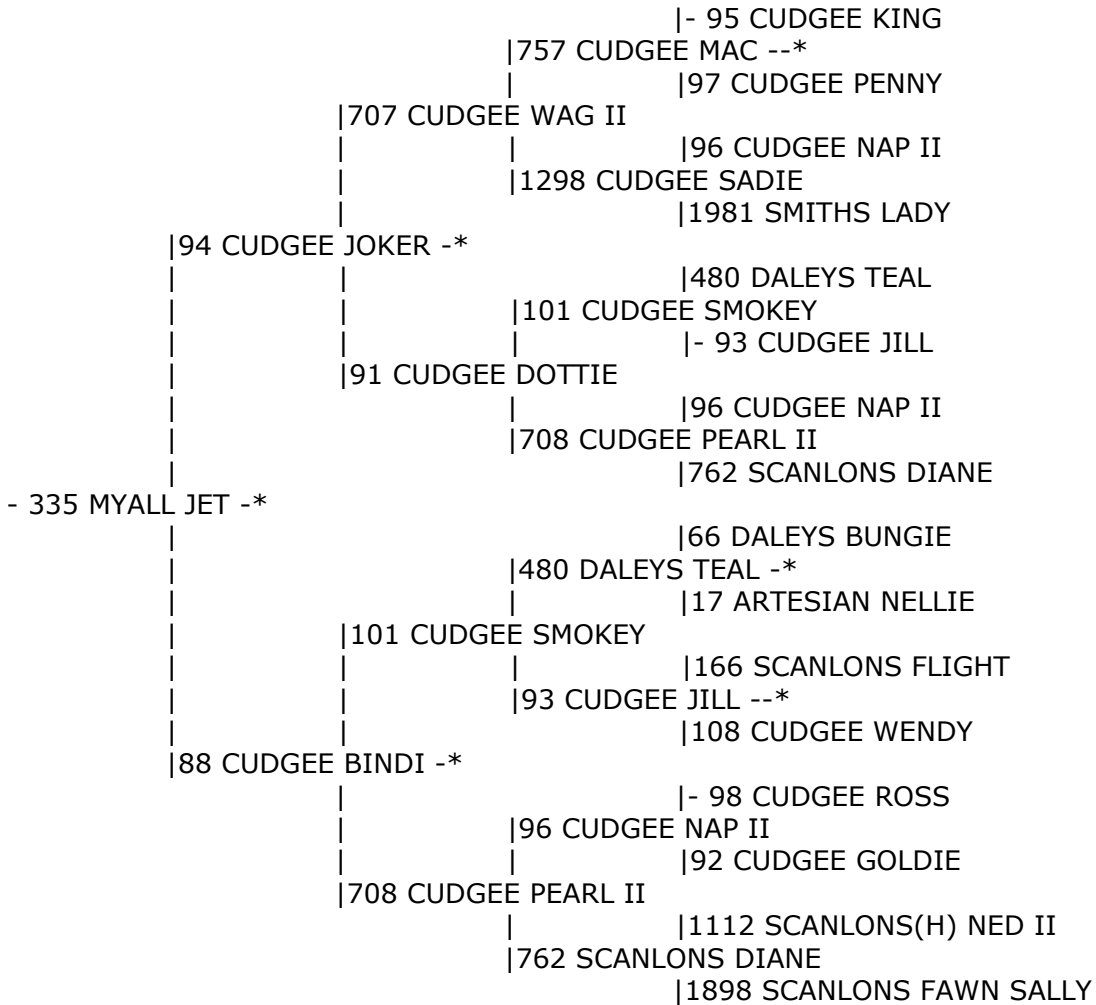 |- 95 CUDGEE KING
|757 CUDGEE MAC --*
| |97 CUDGEE PENNY
|707 CUDGEE WAG II
| | |96 CUDGEE NAP II
| |1298 CUDGEE SADIE
| |1981 SMITHS LADY
|94 CUDGEE JOKER -*
| | |480 DALEYS TEAL
| | |101 CUDGEE SMOKEY
| | | |- 93 CUDGEE JILL
| |91 CUDGEE DOTTIE
| | |96 CUDGEE NAP II
| |708 CUDGEE PEARL II
| |762 SCANLONS DIANE
- 335 MYALL JET -*
| |66 DALEYS BUNGIE
| |480 DALEYS TEAL -*
| | |17 ARTESIAN NELLIE
| |101 CUDGEE SMOKEY
| | | |166 SCANLONS FLIGHT
| | |93 CUDGEE JILL --*
| | |108 CUDGEE WENDY
|88 CUDGEE BINDI -*
| |- 98 CUDGEE ROSS
| |96 CUDGEE NAP II
| | |92 CUDGEE GOLDIE
|708 CUDGEE PEARL II
| |1112 SCANLONS(H) NED II
|762 SCANLONS DIANE
|1898 SCANLONS FAWN SALLY